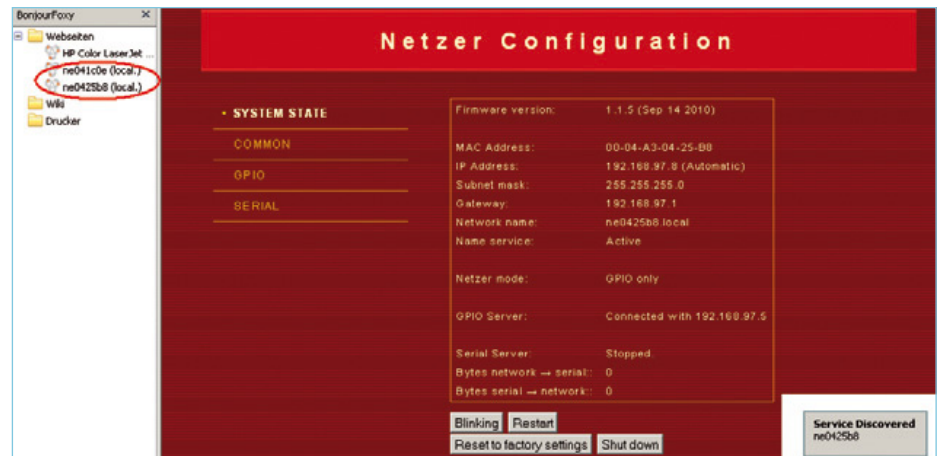 BonjourFoxy ×
Webseiten
HP Color LaserJet ...
ne041c0e (local.)
ne0425b8 (local.)
Wiki
Drucker
Netzer Configuration
• SYSTEM STATE
COMMON
GPIO
SERIAL
Firmware version: 1.1.5 (Sep 14 2010)
MAC Address: 00-04-A3-04-25-B8
IP Address: 192.168.97.8 (Automatic)
Subnet mask: 255.255.255.0
Gateway: 192.168.97.1
Network name: ne0425b8.local
Name service: Active
Netzer mode: GPIO only
GPIO Server: Connected with 192.168.97.5
Serial Server: Stopped.
Bytes network → serial:: 0
Bytes serial → network:: 0
Blinking Restart
Reset to factory settings Shut down
Service Discovered
ne0425b8